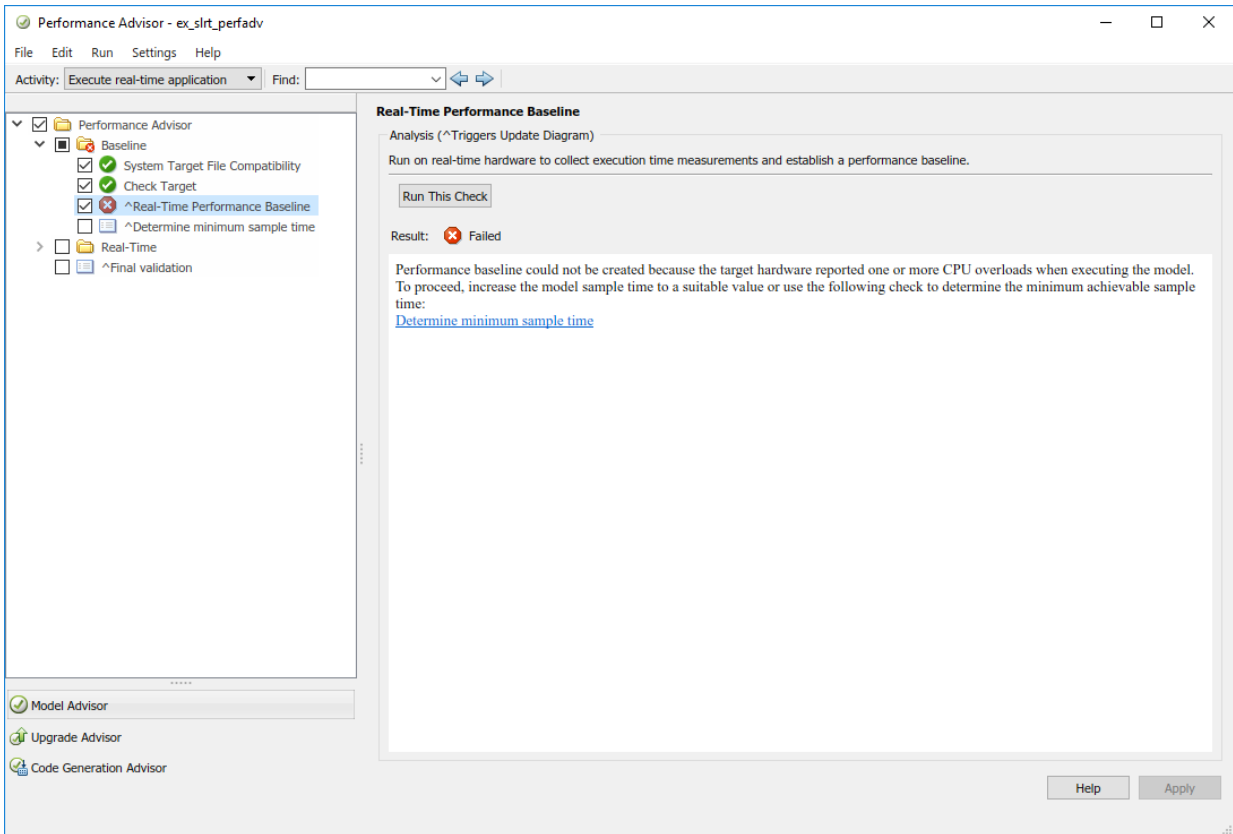 Performance Advisor - ex_slrt_perfadv
File Edit Run Settings Help
Activity: Execute real-time application Find:
Performance Advisor
Baseline
System Target File Compatibility
Check Target
^Real-Time Performance Baseline
^Determine minimum sample time
Real-Time
^Final validation
Model Advisor
Upgrade Advisor
Code Generation Advisor
Real-Time Performance Baseline
Analysis (^Triggers Update Diagram)
Run on real-time hardware to collect execution time measurements and establish a performance baseline.
Run This Check
Result: Failed
Performance baseline could not be created because the target hardware reported one or more CPU overloads when executing the model.
To proceed, increase the model sample time to a suitable value or use the following check to determine the minimum achievable sample
time:
Determine minimum sample time
Help Apply